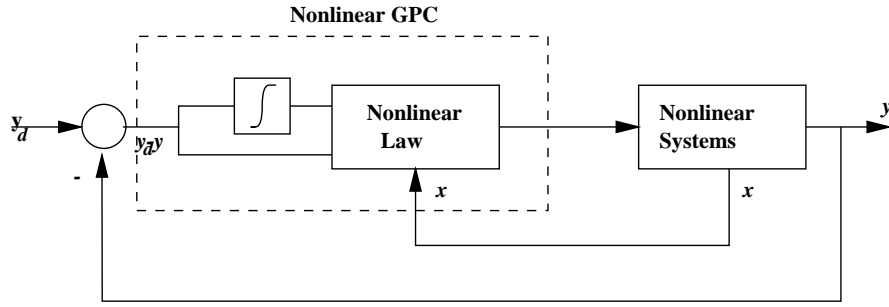 Nonlinear GPC
y
y_d
y_d-y
Nonlinear
Law
Nonlinear
Systems
-
x
x